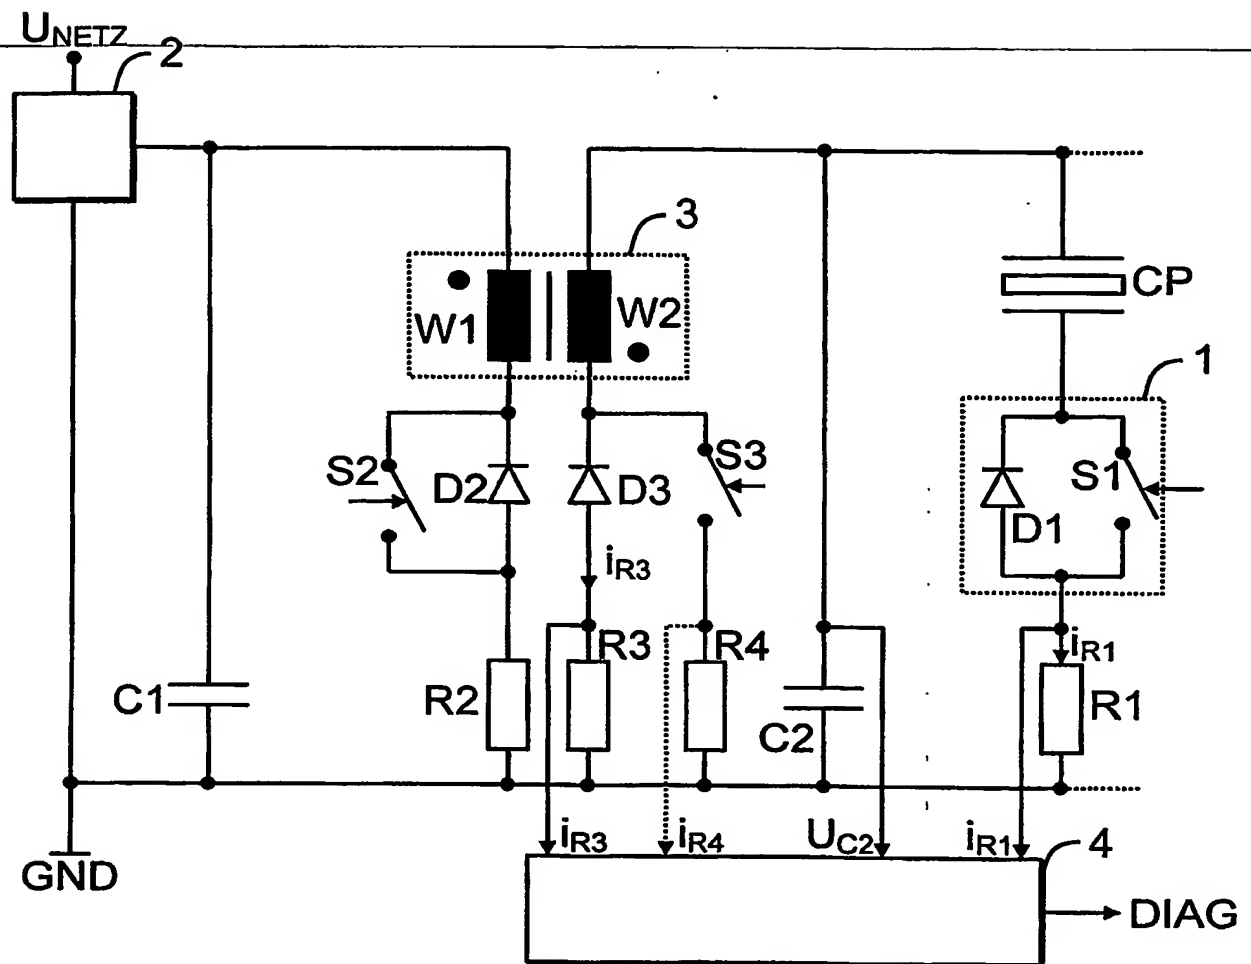 UNETZ
2
3
W1
W2
CP
1
S2
D2
D3
S3
D1
S1
iR3
R3
R4
iR1
C1
R2
C2
R1
iR3
iR4
UC2
iR1
4
GND
DIAG